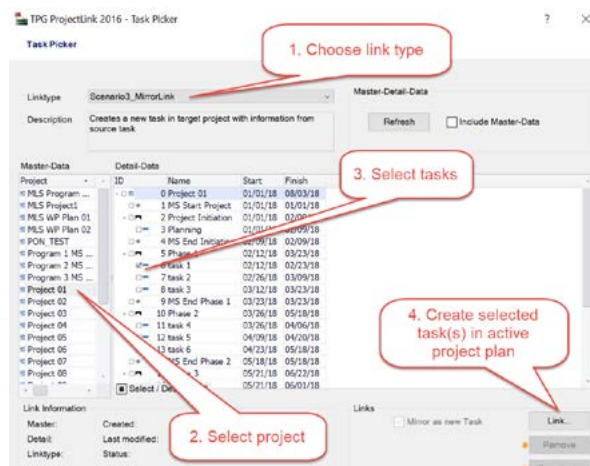 TPG ProjectLink 2016 - Task Picker
Task Picker
1. Choose link type
Linktype
Scenario3_MirrorLink
Description
Creates a new task in target project with information from
source task
Master-Detail-Data
Refresh
Include Master-Data
Master-Data
Detail-Data
Project
ID Name Start Finish
MLS Program ...
MLS Project1
MLS WP Plan 01
MLS WP Plan 02
PON_TEST
Program 1 MS ...
Program 2 MS ...
Program 3 MS ...
Project 01
Project 02
Project 03
Project 04
Project 05
Project 06
Project 07
Project 08
0 Project 01 01/01/18 08/03/18
1 MS Start Project 01/01/18 01/01/18
2 Project Initiation 01/01/18
3 Planning 01/01/18 02/09/18
4 MS End Initiation 02/09/18 02/09/18
5 Phase 02/12/18 03/23/18
6 task 1 02/12/18 02/23/18
7 task 2 02/26/18 03/09/18
8 task 3 03/12/18 03/23/18
9 MS End Phase 1 03/23/18 03/23/18
10 Phase 2 03/26/18 05/18/18
11 task 4 03/26/18 04/06/18
12 task 5 04/09/18 04/20/18
13 task 6 04/23/18 05/18/18
MS End Phase 2 05/18/18 05/18/18
3 05/21/18 06/22/18
05/21/18 06/01/18
Select /
3. Select tasks
4. Create selected
task(s) in active
project plan
2. Select project
Link Information
Master:
Created:
Detail:
Last modified:
Linktype:
Status:
Links
Mirror as new Task
Link...
Remove